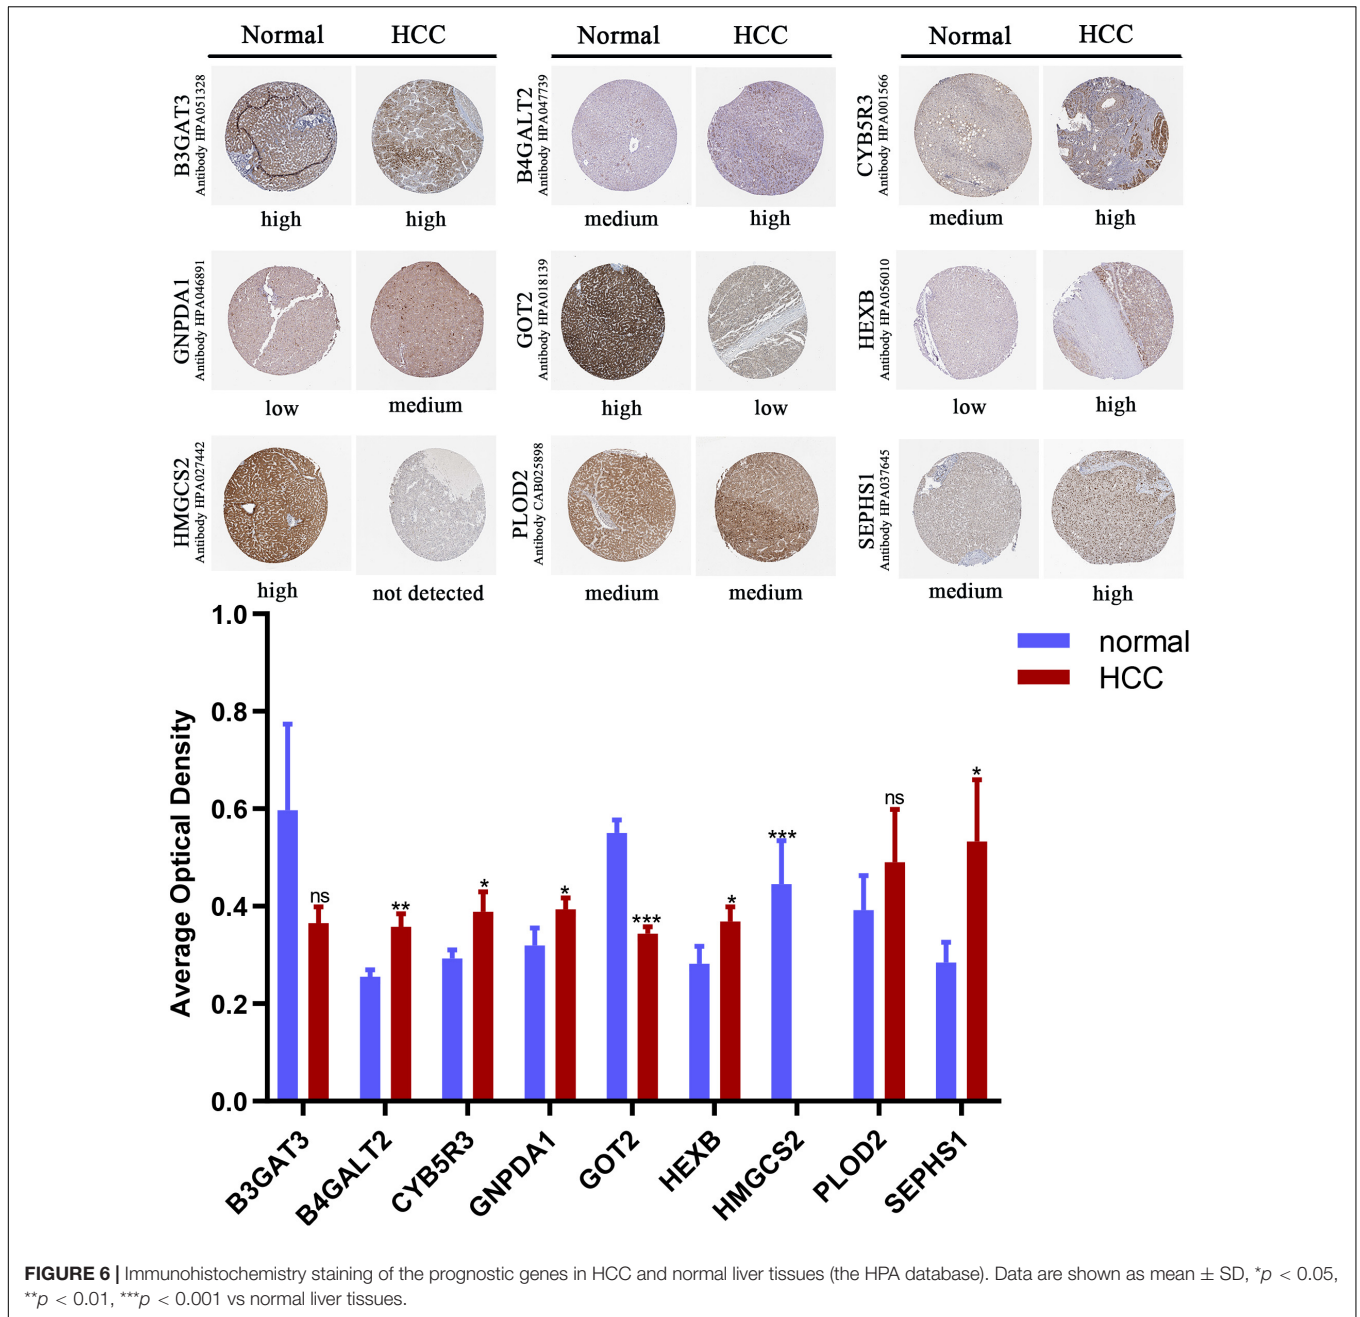 Normal HCC Normal HCC Normal HCC
B3GAT3
Antibody HPA051328
B4GALT2
Antibody HPA047739
CYB5R3
Antibody HPA001566
high high medium high medium high
GNPDA1
Antibody HPA046891
GOT2
Antibody HPA018139
HEXB
Antibody HPA056010
low medium high low low high
HMGCS2
Antibody HPA027442
PLOD2
Antibody CAB025898
SEPHS1
Antibody HPA037645
high not detected medium medium medium high
Average Optical Density
1.0
0.8
0.6
0.4
0.2
0.0
normal
HCC
ns ** * * *** * *** ns *
B3GAT3 B4GALT2 CYB5R3 GNPDA1 GOT2 HEXB HMGCS2 PLOD2 SEPHS1
FIGURE 6 | Immunohistochemistry staining of the prognostic genes in HCC and normal liver tissues (the HPA database). Data are shown as mean ± SD, *p < 0.05,
**p < 0.01, ***p < 0.001 vs normal liver tissues.